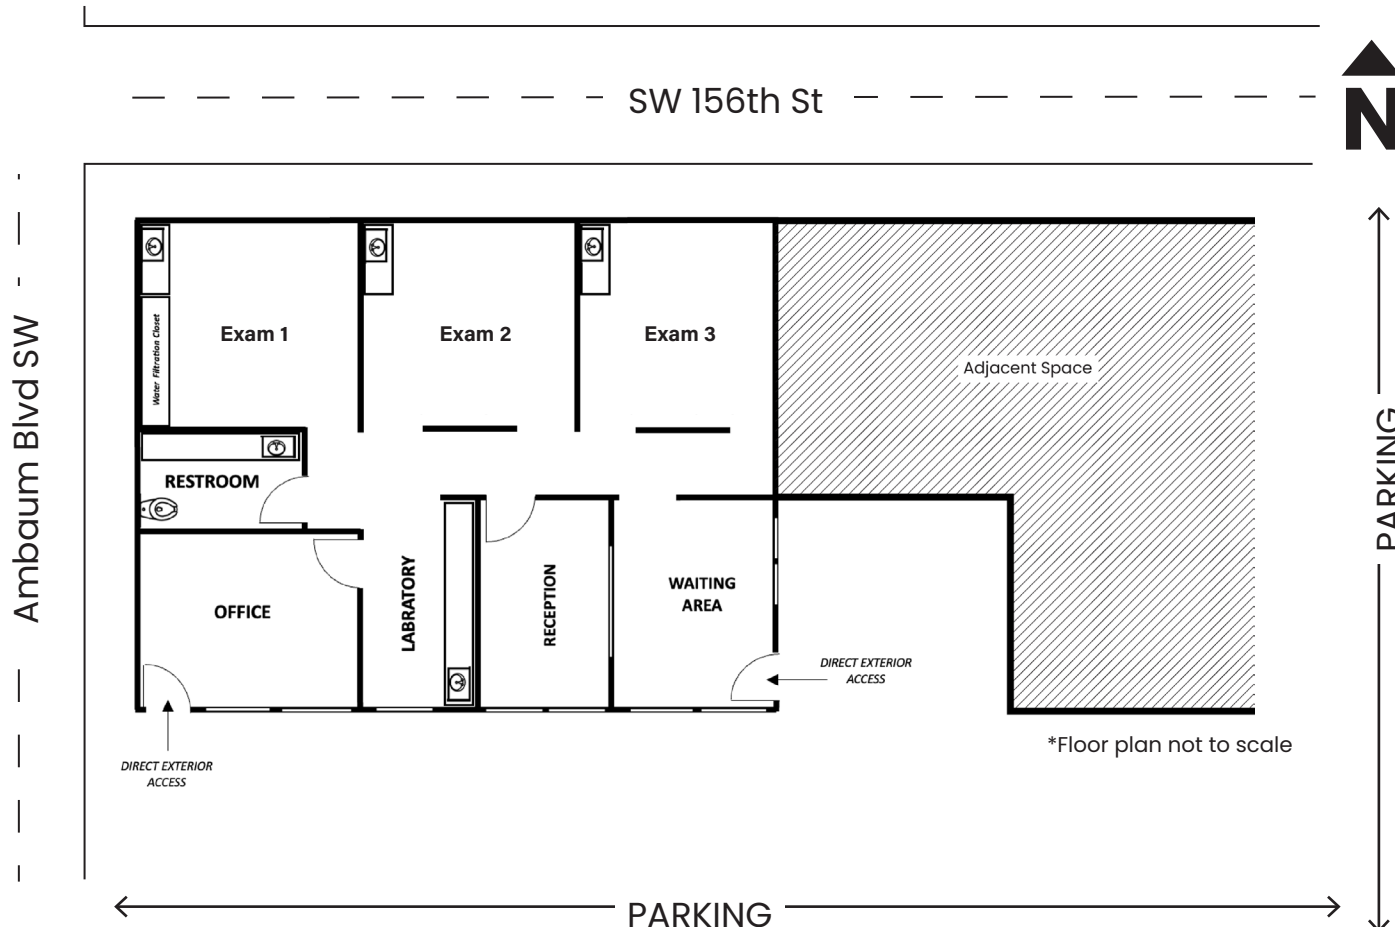 SW 156th St
N
Ambaum Blvd SW
Exam 1
Exam 2
Exam 3
Water Filtration Closet
Adjacent Space
PARKING
RESTROOM
OFFICE
LABRATORY
RECEPTION
WAITING
AREA
DIRECT EXTERIOR
ACCESS
*Floor plan not to scale
DIRECT EXTERIOR
ACCESS
PARKING